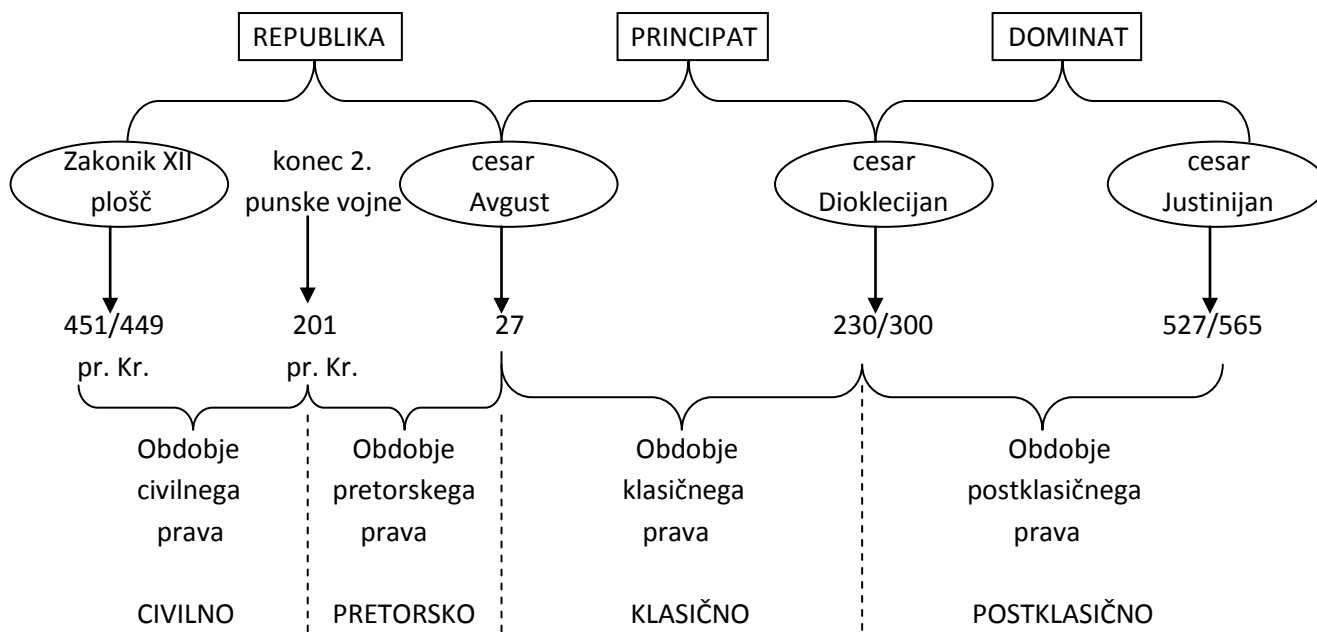 REPUBLIKA PRINCIPAT DOMINAT
Zakonik XII
plošč
konec 2.
punske vojne
cesar
Avgust
cesar
Dioklecijan
cesar
Justinijan
451/449
pr. Kr.
201
pr. Kr.
27
230/300
527/565
Obdobje
civilnega
prava
Obdobje
pretorskega
prava
Obdobje
klasičnega
prava
Obdobje
postklasičnega
prava
CIVILNO PRETORSKO KLASIČNO POSTKLASIČNO